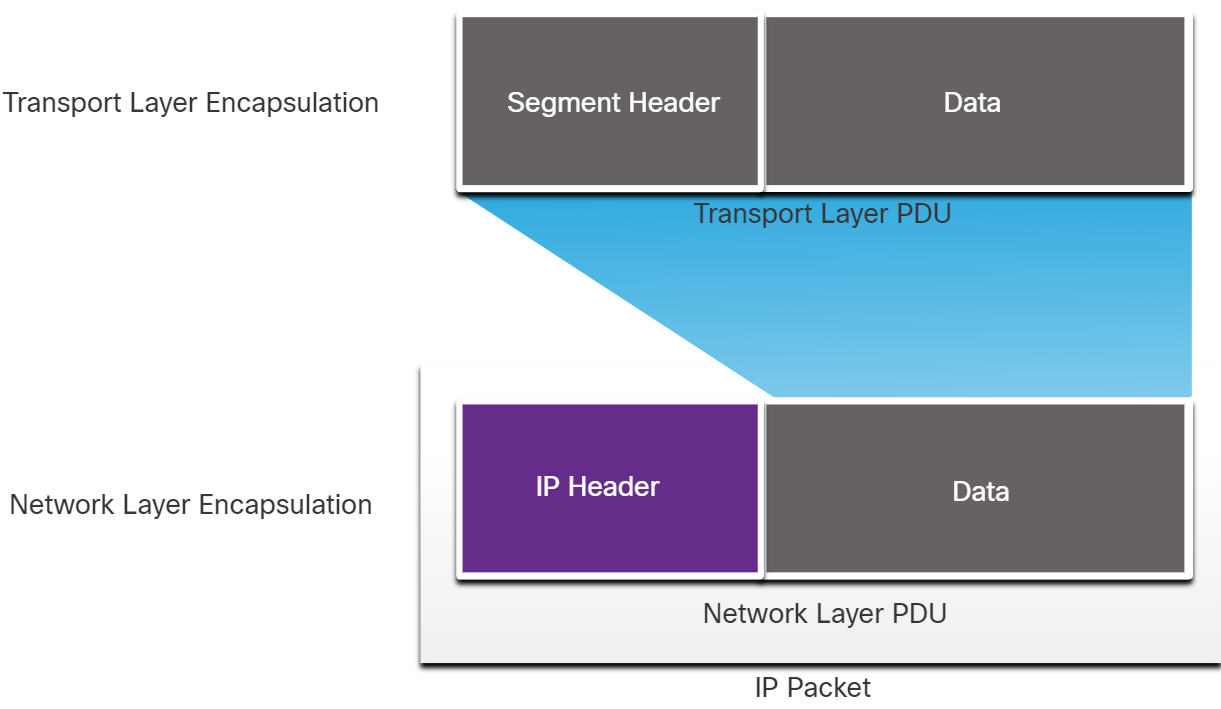 Transport Layer Encapsulation
Segment Header
Data
Transport Layer PDU
Network Layer Encapsulation
IP Header
Data
Network Layer PDU
IP Packet